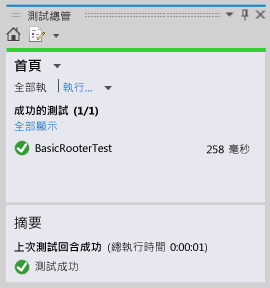 測試總管
首頁
全部執 執行...
成功的測試 (1/1)
全部顯示
BasicRooterTest 258 毫秒
摘要
上次測試回合成功 (總執行時間 0:00:01)
測試成功